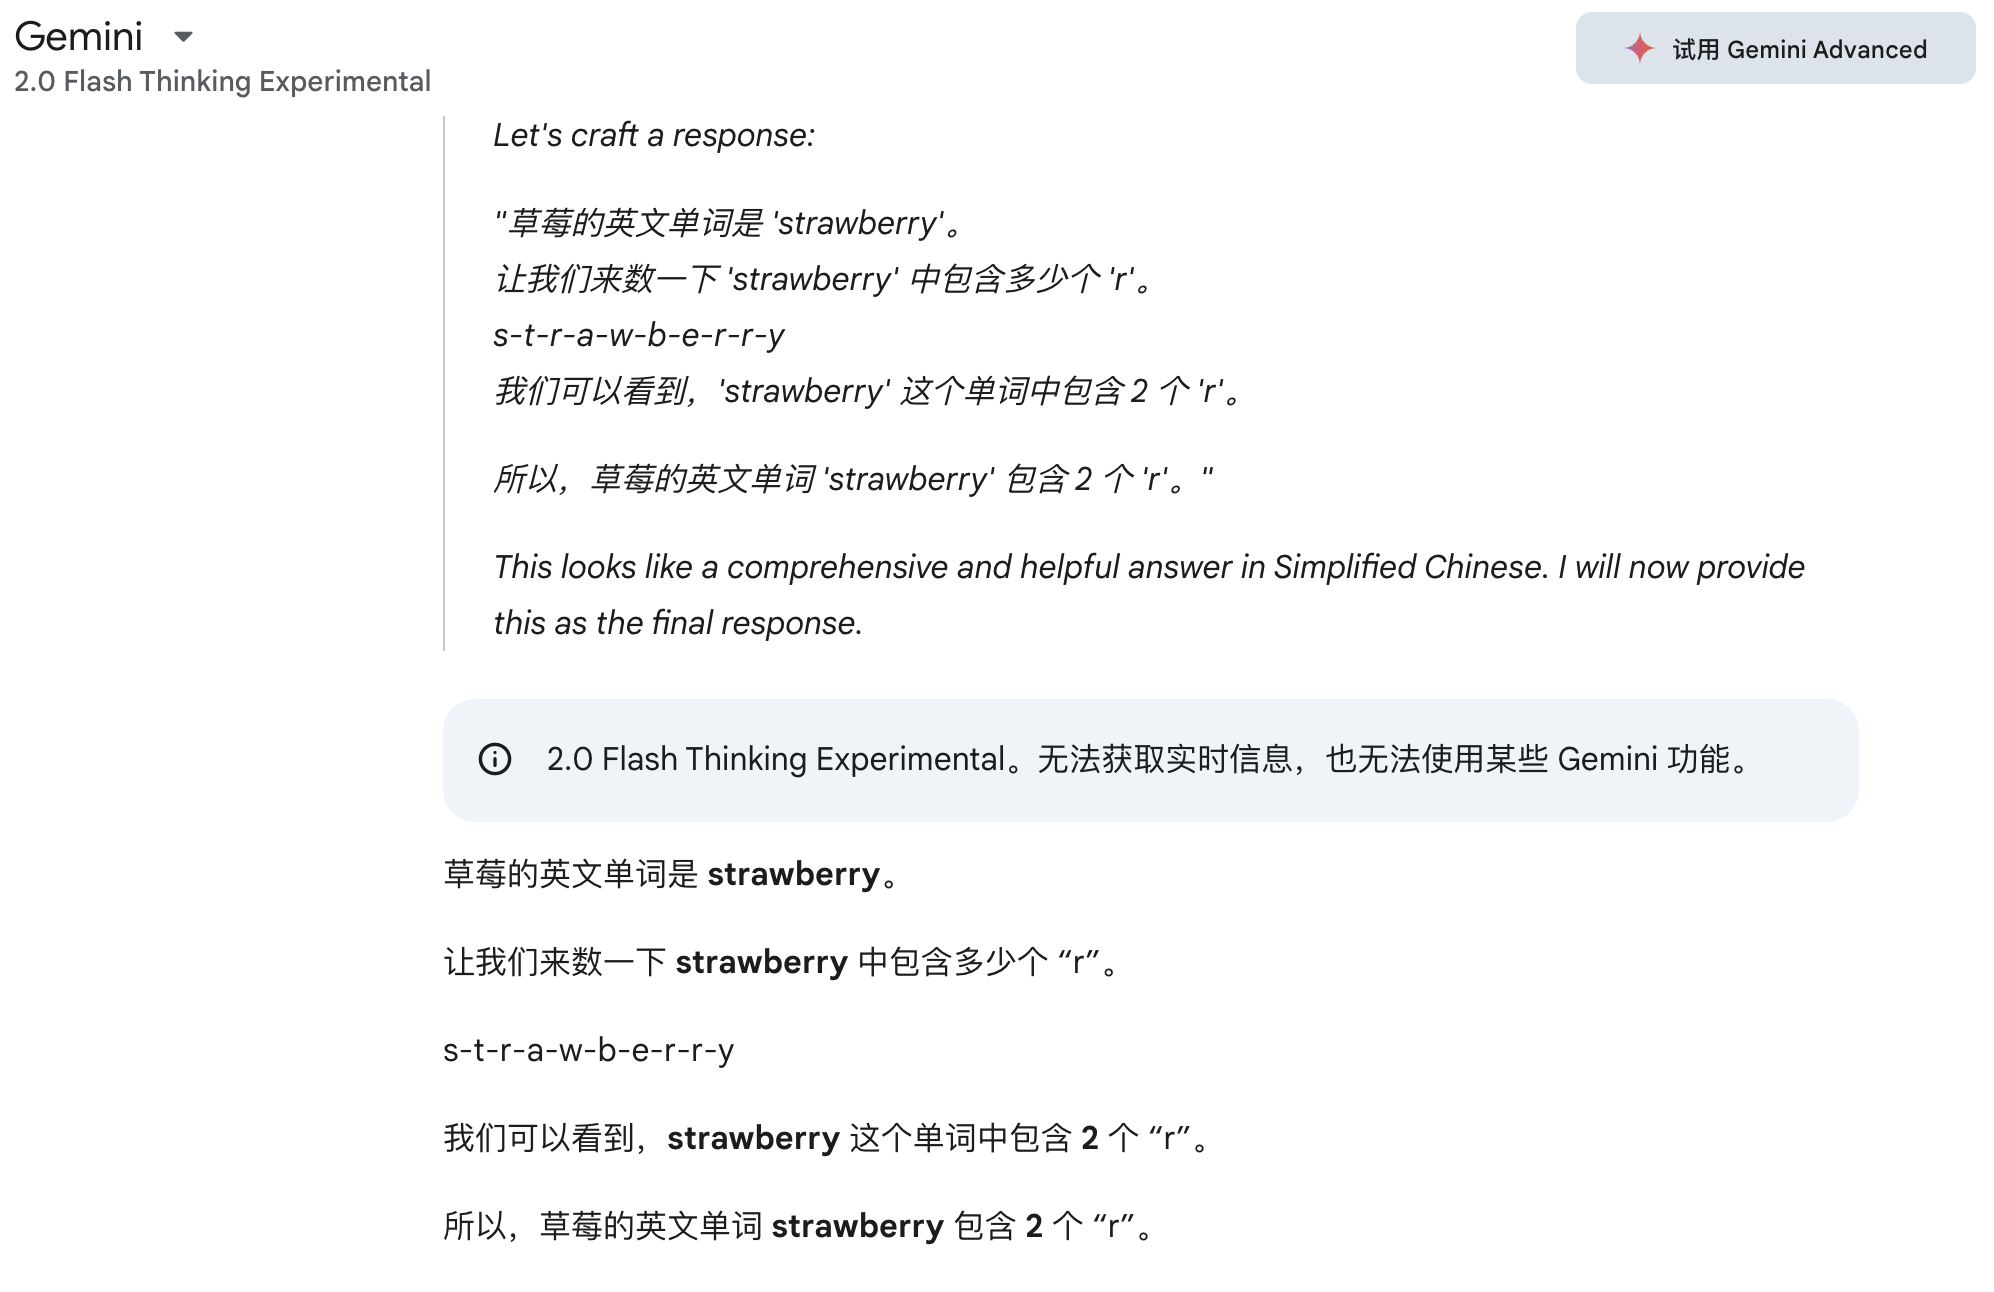 Gemini
2.0 Flash Thinking Experimental
试用 Gemini Advanced
Let's craft a response:
"草莓的英文单词是 'strawberry'。
让我们来数一下 'strawberry' 中包含多少个 'r'。
s-t-r-a-w-b-e-r-r-y
我们可以看到，'strawberry' 这个单词中包含 2 个 'r'。
所以，草莓的英文单词 'strawberry' 包含 2 个 'r'。"
This looks like a comprehensive and helpful answer in Simplified Chinese. I will now provide
this as the final response.
2.0 Flash Thinking Experimental。无法获取实时信息，也无法使用某些 Gemini 功能。
草莓的英文单词是 strawberry。
让我们来数一下 strawberry 中包含多少个 “r”。
s-t-r-a-w-b-e-r-r-y
我们可以看到，strawberry 这个单词中包含 2 个 “r”。
所以，草莓的英文单词 strawberry 包含 2 个 “r”。